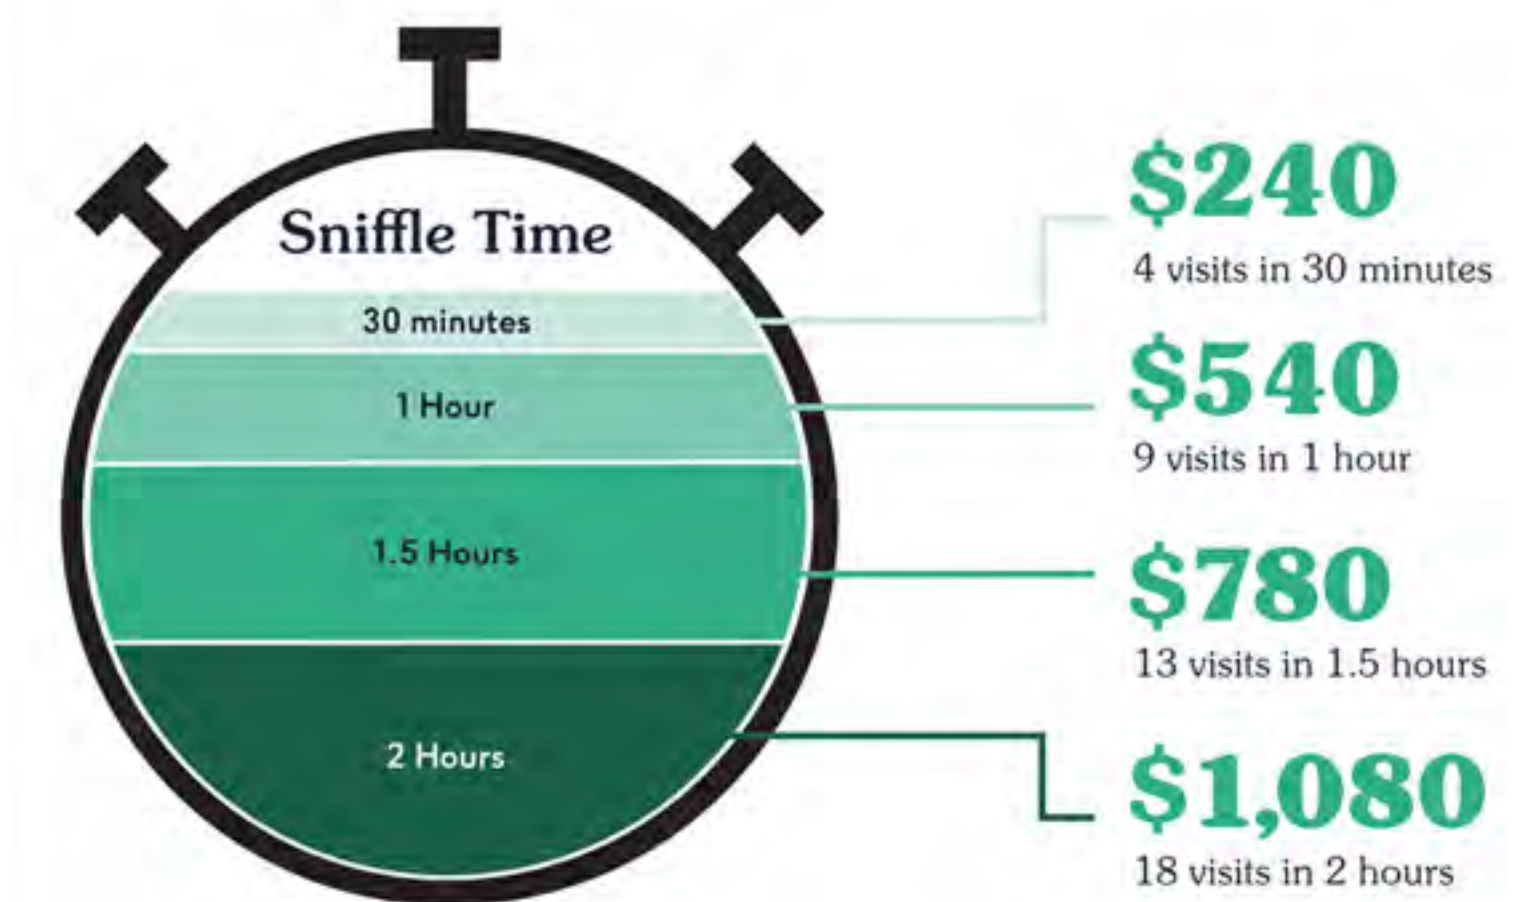 Sniffle Time
30 minutes
1 Hour
1.5 Hours
2 Hours
$240
4 visits in 30 minutes
$540
9 visits in 1 hour
$780
13 visits in 1.5 hours
$1,080
18 visits in 2 hours